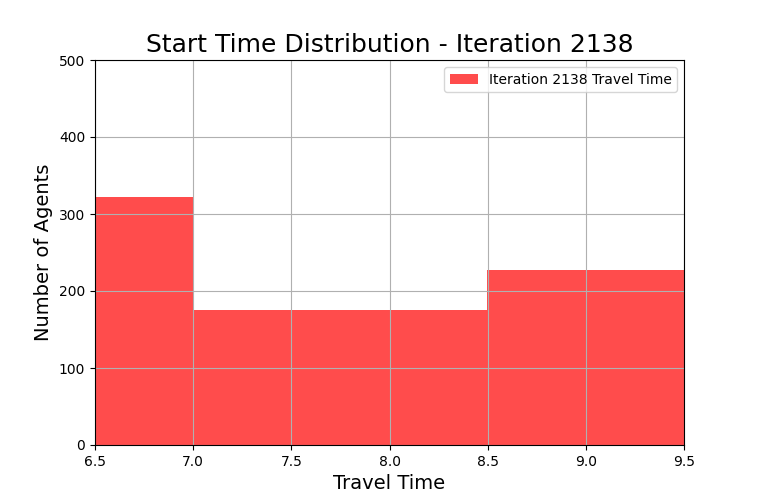 Start Time Distribution - Iteration 2138
Iteration 2138 Travel Time
Number of Agents
500
400
300
200
100
0
6.5 7.0 7.5 8.0 8.5 9.0 9.5
Travel Time